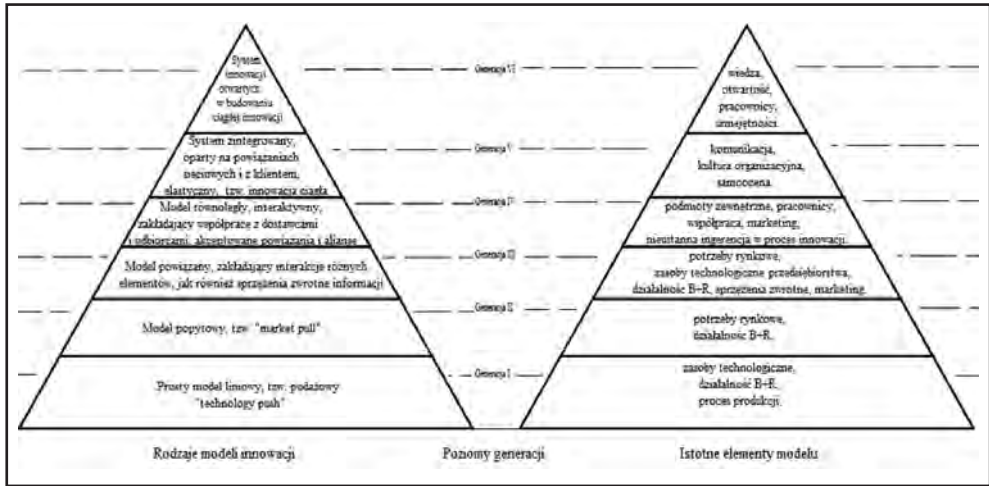 System
innowacji
otwartych
w budowaniu
ciągłej innowacji
System zintegrowany,
oparty na powiązaniach
sieciowych i z klientem,
elastyczny, tzw. innowacja ciągła
Model równoległy, interaktywny,
zakładający współpracę z dostawcami
i odbiorcami, akceptowane powiązania i alianse
Model powiązany, zakładający interakcje różnych
elementów, jak również sprzężenia zwrotne informacji
Model popytowy, tzw. "market pull"
Prosty model liniowy, tzw. podażowy
"technology push"
Rodzaje modeli innowacji
Generacja VI
Generacja V
Generacja IV
Generacja III
Generacja II
Generacja I
Poziomy generacji
wiedza,
otwartość,
pracownicy,
umiejętności.
komunikacja,
kultura organizacyjna,
samoocena.
podmioty zewnętrzne, pracownicy,
współpraca, marketing,
nieustanna ingerencja w proces innowacji.
potrzeby rynkowe,
zasoby technologiczne przedsiębiorstwa,
działalność B+R, sprzężenia zwrotne, marketing.
potrzeby rynkowe,
działalność B+R.
zasoby technologiczne,
działalność B+R,
proces produkcji.
Istotne elementy modelu